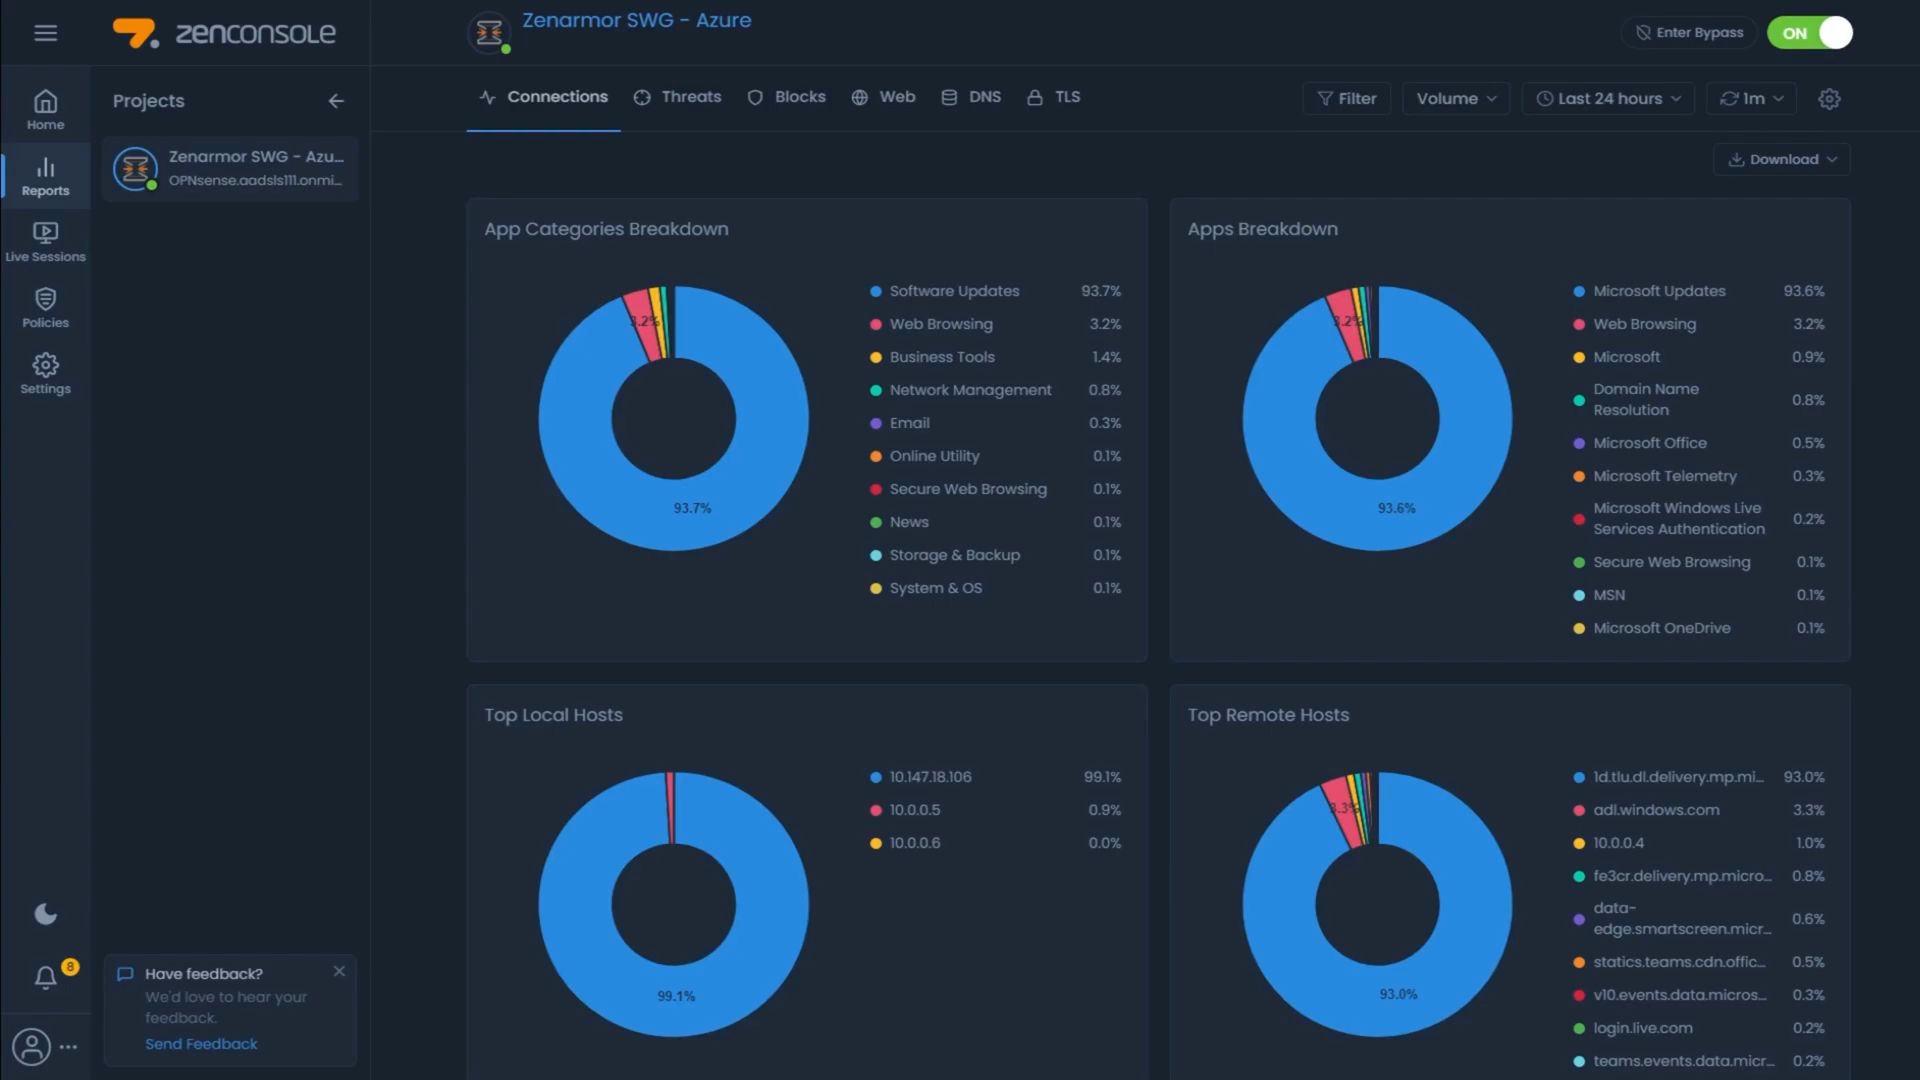 zenconsole
Zenarmor SWG - Azure
Enter Bypass
ON
Home
Reports
Live Sessions
Policies
Settings
8
Projects
Zenarmor SWG - Azu...
OPNsense.aadsls111.onmi...
Have feedback?
We'd love to hear your
feedback.
Send Feedback
Connections
Threats
Blocks
Web
DNS
TLS
Filter
Volume
Last 24 hours
1m
Download
App Categories Breakdown
3.2%
93.7%
Software Updates 93.7%
Web Browsing 3.2%
Business Tools 1.4%
Network Management 0.8%
Email 0.3%
Online Utility 0.1%
Secure Web Browsing 0.1%
News 0.1%
Storage & Backup 0.1%
System & OS 0.1%
Apps Breakdown
3.2%
93.6%
Microsoft Updates 93.6%
Web Browsing 3.2%
Microsoft 0.9%
Domain Name
Resolution 0.8%
Microsoft Office 0.5%
Microsoft Telemetry 0.3%
Microsoft Windows Live
Services Authentication 0.2%
Secure Web Browsing 0.1%
MSN 0.1%
Microsoft OneDrive 0.1%
Top Local Hosts
99.1%
10.147.18.106 99.1%
10.0.0.5 0.9%
10.0.0.6 0.0%
Top Remote Hosts
3.3%
93.0%
1d.tlu.dl.delivery.mp.mi... 93.0%
adl.windows.com 3.3%
10.0.0.4 1.0%
fe3cr.delivery.mp.micro... 0.8%
data-
edge.smartscreen.micr... 0.6%
statics.teams.cdn.offic... 0.5%
v10.events.data.micros... 0.3%
login.live.com 0.2%
teams.events.data.micr... 0.2%